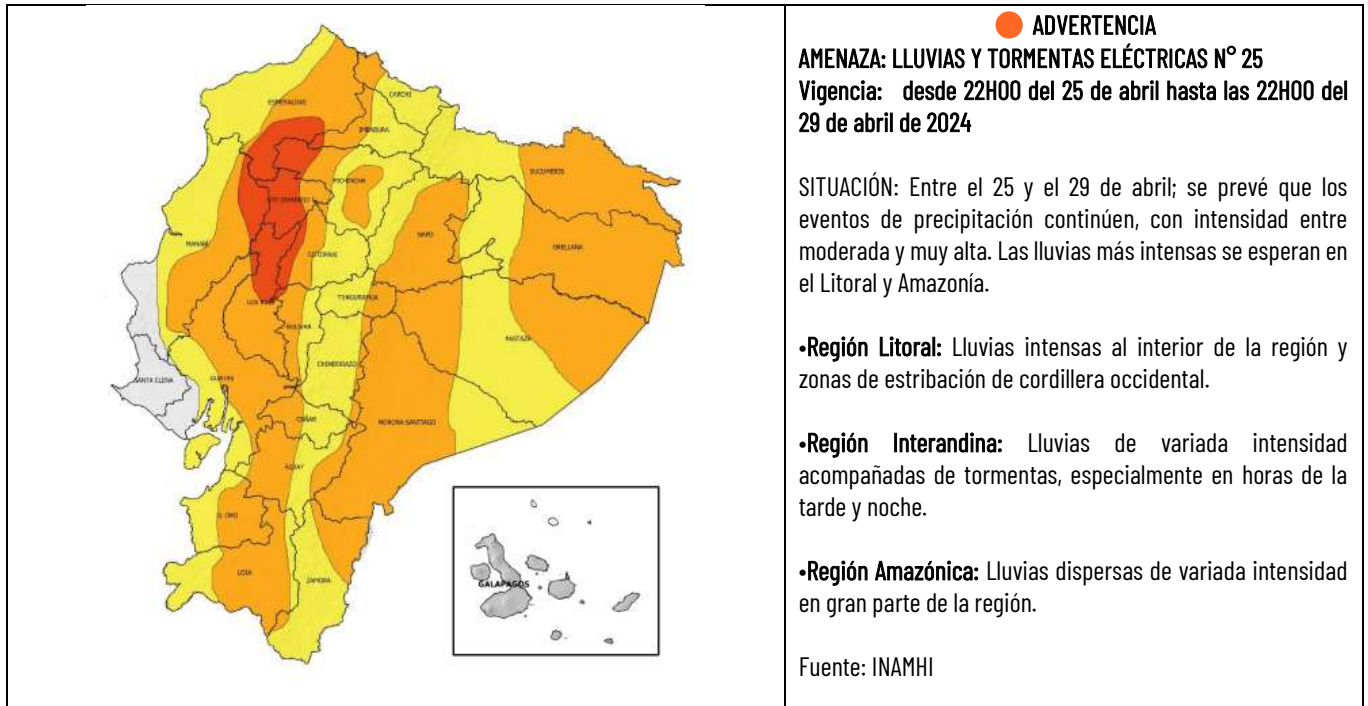 ESMERALDAS
CARCHI
IMBABURA
SUCUMBIOS
PICHINCHA
STO DOMINGO
MANABI
NAPO
ORELLANA
COTOPAXI
LOS RIOS
TUNGURAHUA
BOLIVAR
PASTAZA
CHIMBORAZO
SANTA ELENA
GUAYAS
CAÑAR
MORONA SANTIAGO
AZUAY
EL ORO
LOJA
ZAMORA
GALAPAGOS
ADVERTENCIA
AMENAZA: LLUVIAS Y TORMENTAS ELÉCTRICAS N° 25
Vigencia: desde 22H00 del 25 de abril hasta las 22H00 del
29 de abril de 2024
SITUACIÓN: Entre el 25 y el 29 de abril; se prevé que los
eventos de precipitación continúen, con intensidad entre
moderada y muy alta. Las lluvias más intensas se esperan en
el Litoral y Amazonía.
•Región Litoral: Lluvias intensas al interior de la región y
zonas de estribación de cordillera occidental.
•Región Interandina: Lluvias de variada intensidad
acompañadas de tormentas, especialmente en horas de la
tarde y noche.
•Región Amazónica: Lluvias dispersas de variada intensidad
en gran parte de la región.
Fuente: INAMHI